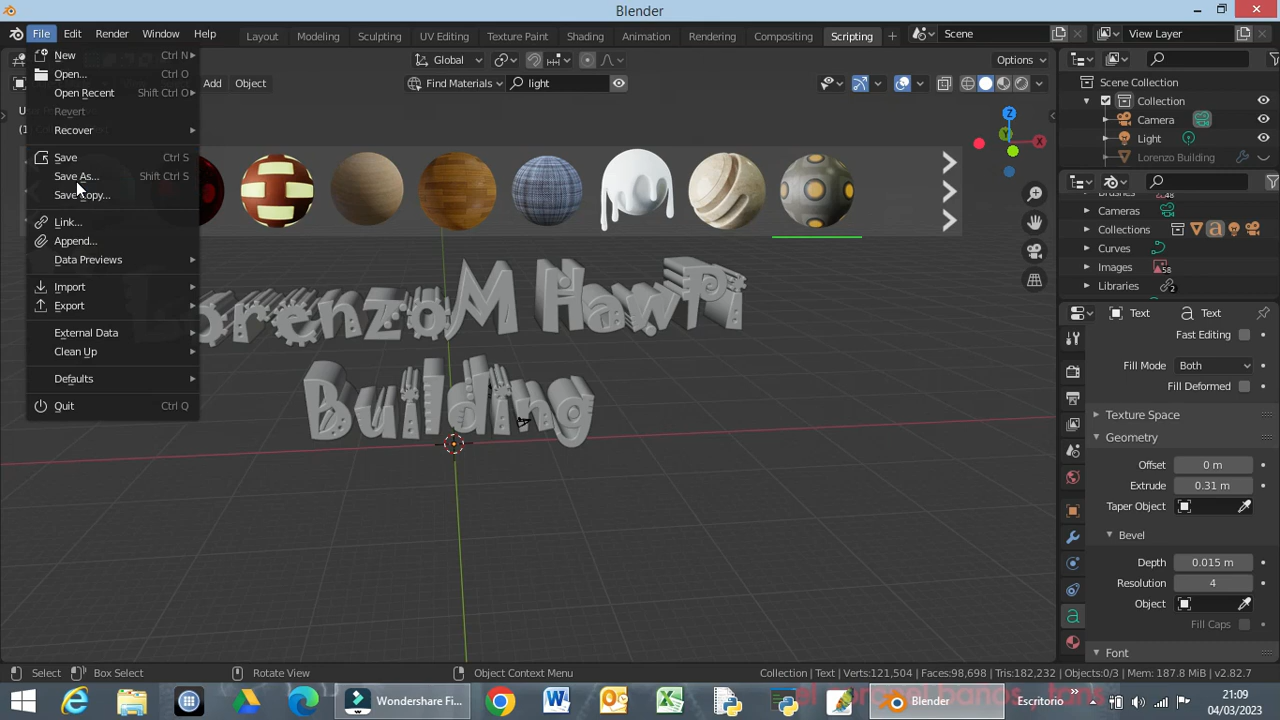 Blender
File Edit Render Window Help Layout Modeling Sculpting UV Editing Texture Paint Shading Animation Rendering Compositing Scripting Scene View Layer
New Ctrl N
Open... Ctrl O
Open Recent Shift Ctrl O
Revert
Recover
Save Ctrl S
Save As... Shift Ctrl S
Save Copy...
Link...
Append...
Data Previews
Import
Export
External Data
Clean Up
Defaults
Quit Ctrl Q
Global Options
Add Object Find Materials light
LorenzoM HawPi
Building
Scene Collection
Collection
Camera
Light
Lorenzo Building
Brushes 48
Cameras
Collections
Curves
Images 58
Libraries 2
Text Text
Fast Editing
Fill Mode Both
Fill Deformed
Texture Space
Geometry
Offset 0 m
Extrude 0.31 m
Taper Object
Bevel
Depth 0.015 m
Resolution 4
Object
Fill Caps
Font
Select Box Select Rotate View Object Context Menu Collection | Text | Verts:121,504 | Faces:98,698 | Tris:182,232 | Objects:0/3 | Mem: 187.8 MiB | v2.82.7
Wondershare Fi... Blender Escritorio 21:09
04/03/2023